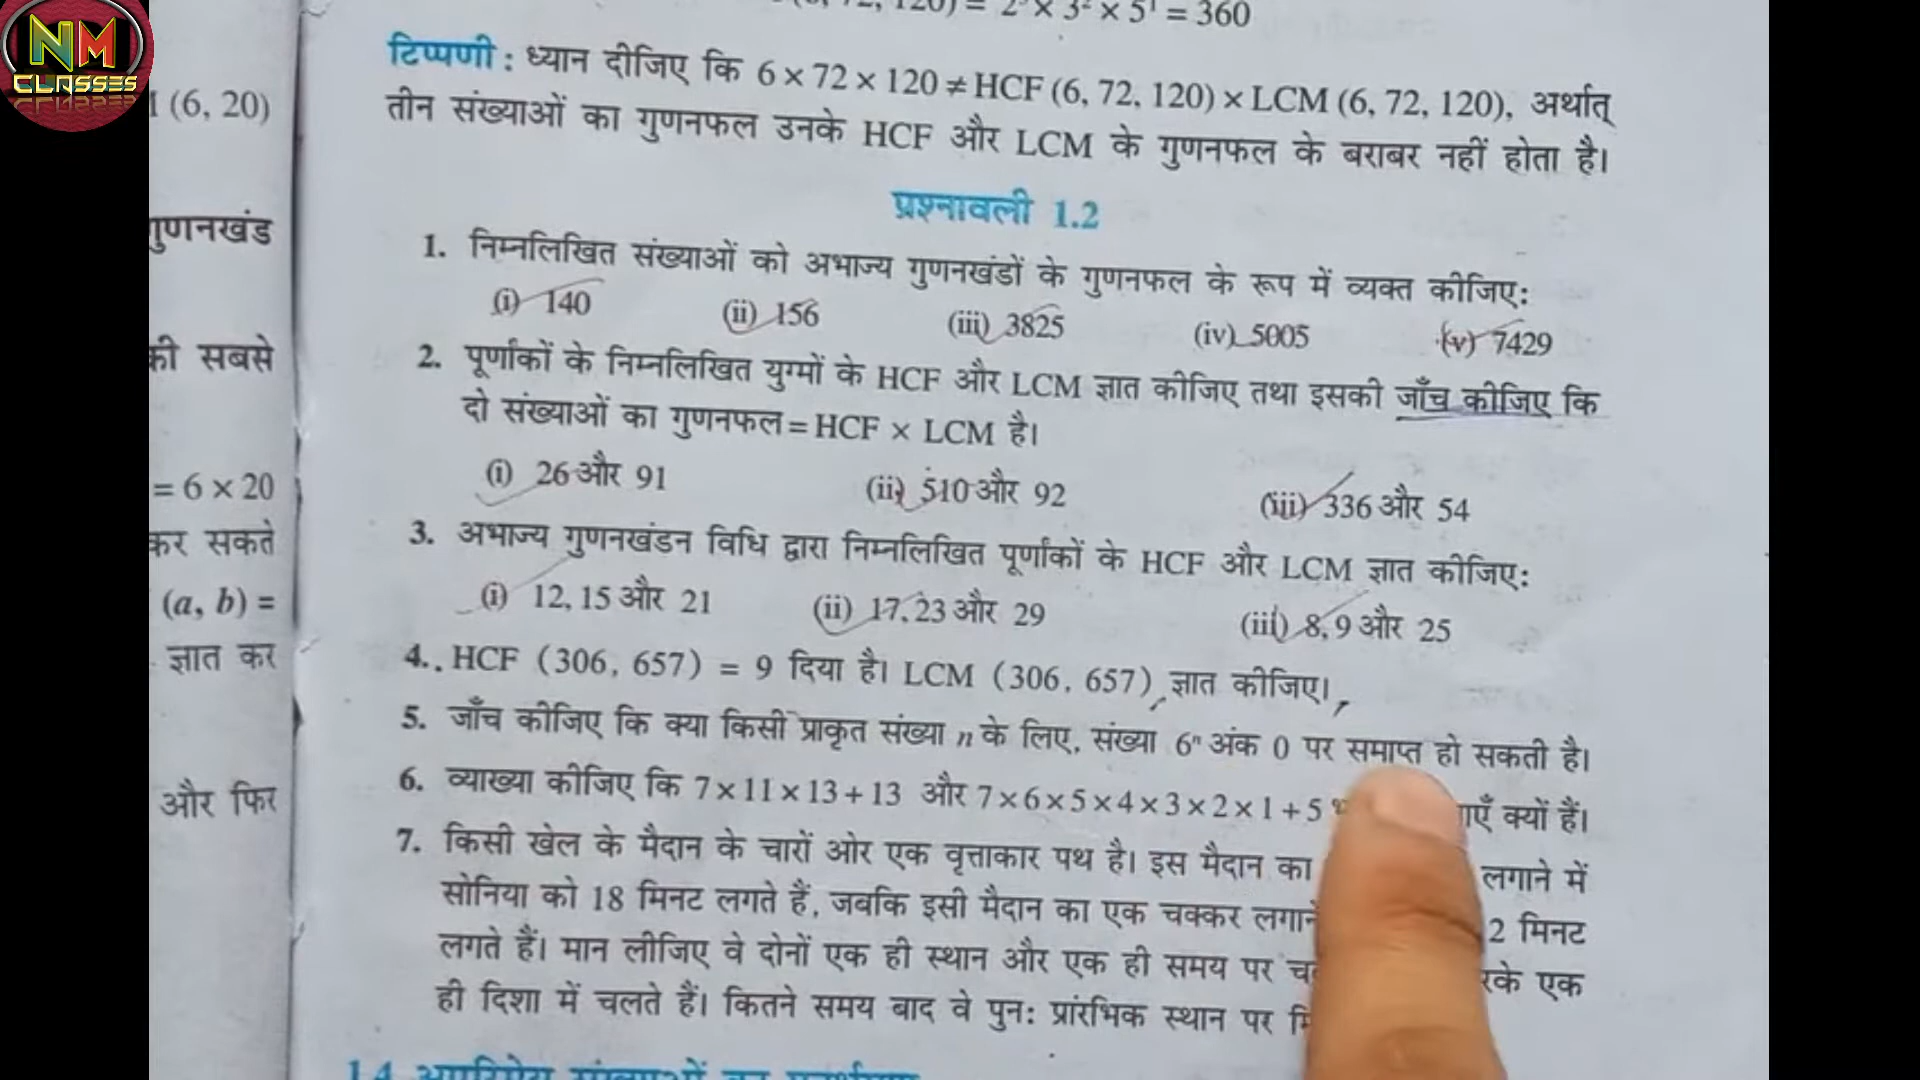 NM
CLASSES
(6, 20)
गुणनखंड
की सबसे
= 6 × 20
कर सकते
(a, b) =
ज्ञात कर
और फिर
120) = 2 × 3² × 5¹ = 360
टिप्पणी : ध्यान दीजिए कि 6 × 72 × 120 ≠ HCF (6, 72, 120) × LCM (6, 72, 120), अर्थात्
तीन संख्याओं का गुणनफल उनके HCF और LCM के गुणनफल के बराबर नहीं होता है।
प्रश्नावली 1.2
1. निम्नलिखित संख्याओं को अभाज्य गुणनखंडों के गुणनफल के रूप में व्यक्त कीजिए:
(i) 140 (ii) 156 (iii) 3825 (iv) 5005 (v) 7429
2. पूर्णांकों के निम्नलिखित युग्मों के HCF और LCM ज्ञात कीजिए तथा इसकी जाँच कीजिए कि
दो संख्याओं का गुणनफल = HCF × LCM है।
(i) 26 और 91 (ii) 510 और 92 (iii) 336 और 54
3. अभाज्य गुणनखंडन विधि द्वारा निम्नलिखित पूर्णांकों के HCF और LCM ज्ञात कीजिए:
(i) 12, 15 और 21 (ii) 17, 23 और 29 (iii) 8, 9 और 25
4. HCF (306, 657) = 9 दिया है। LCM (306, 657) ज्ञात कीजिए।
5. जाँच कीजिए कि क्या किसी प्राकृत संख्या n के लिए, संख्या 6ⁿ अंक 0 पर समाप्त हो सकती है।
6. व्याख्या कीजिए कि 7 × 11 × 13 + 13 और 7 × 6 × 5 × 4 × 3 × 2 × 1 + 5 क्यों हैं।
7. किसी खेल के मैदान के चारों ओर एक वृत्ताकार पथ है। इस मैदान का लगाने में
सोनिया को 18 मिनट लगते हैं, जबकि इसी मैदान का एक चक्कर 2 मिनट
लगते हैं। मान लीजिए वे दोनों एक ही स्थान और एक ही समय पर एक
ही दिशा में चलते हैं। कितने समय बाद वे पुनः प्रारंभिक स्थान पर
1.4